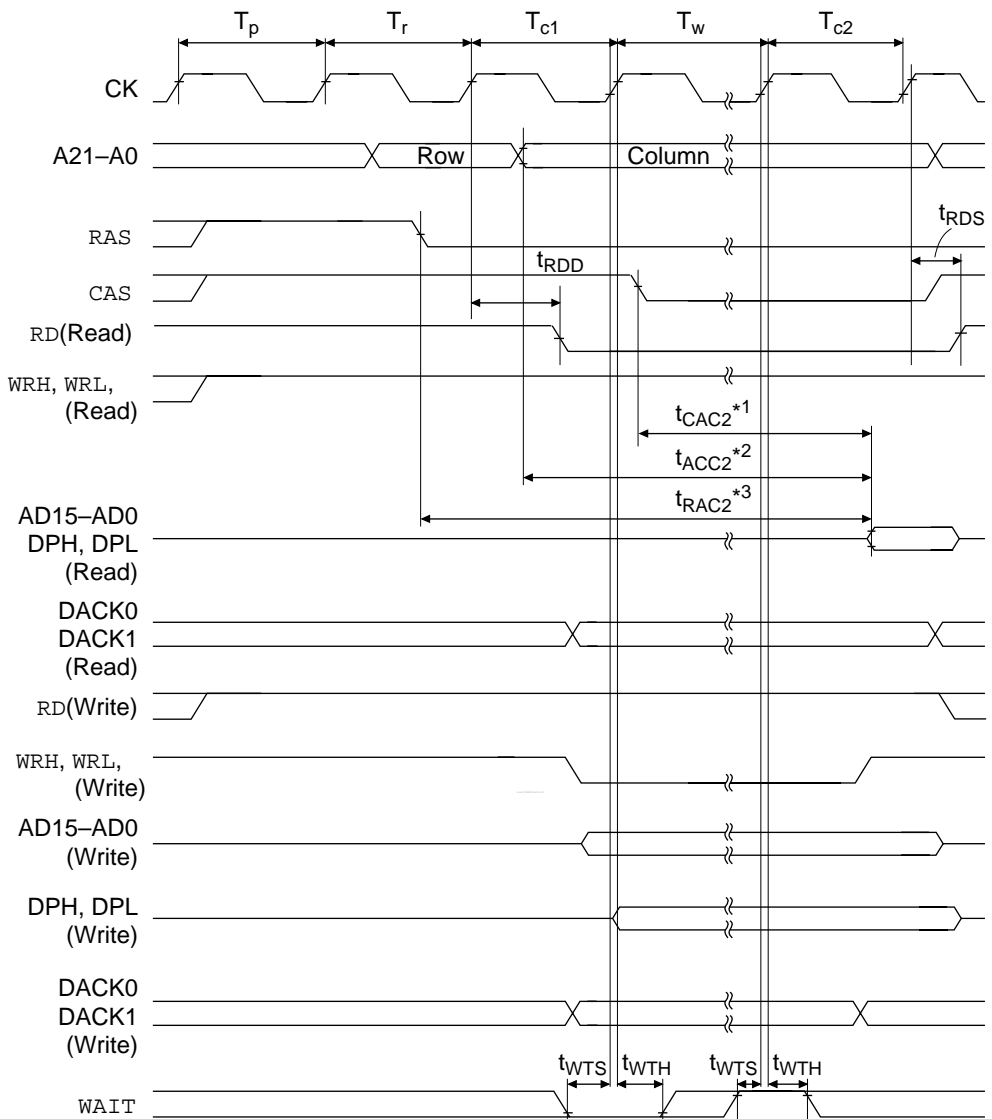 Tp Tr Tc1 Tw Tc2
CK
A21–A0 Row Column
RAS tRDS
tRDD
CAS
RD(Read)
WRH, WRL,
(Read)
tCAC2*1
tACC2*2
tRAC2*3
AD15–AD0
DPH, DPL
(Read)
DACK0
DACK1
(Read)
RD(Write)
WRH, WRL,
(Write)
AD15–AD0
(Write)
DPH, DPL
(Write)
DACK0
DACK1
(Write)
tWTS tWTH tWTS tWTH
WAIT